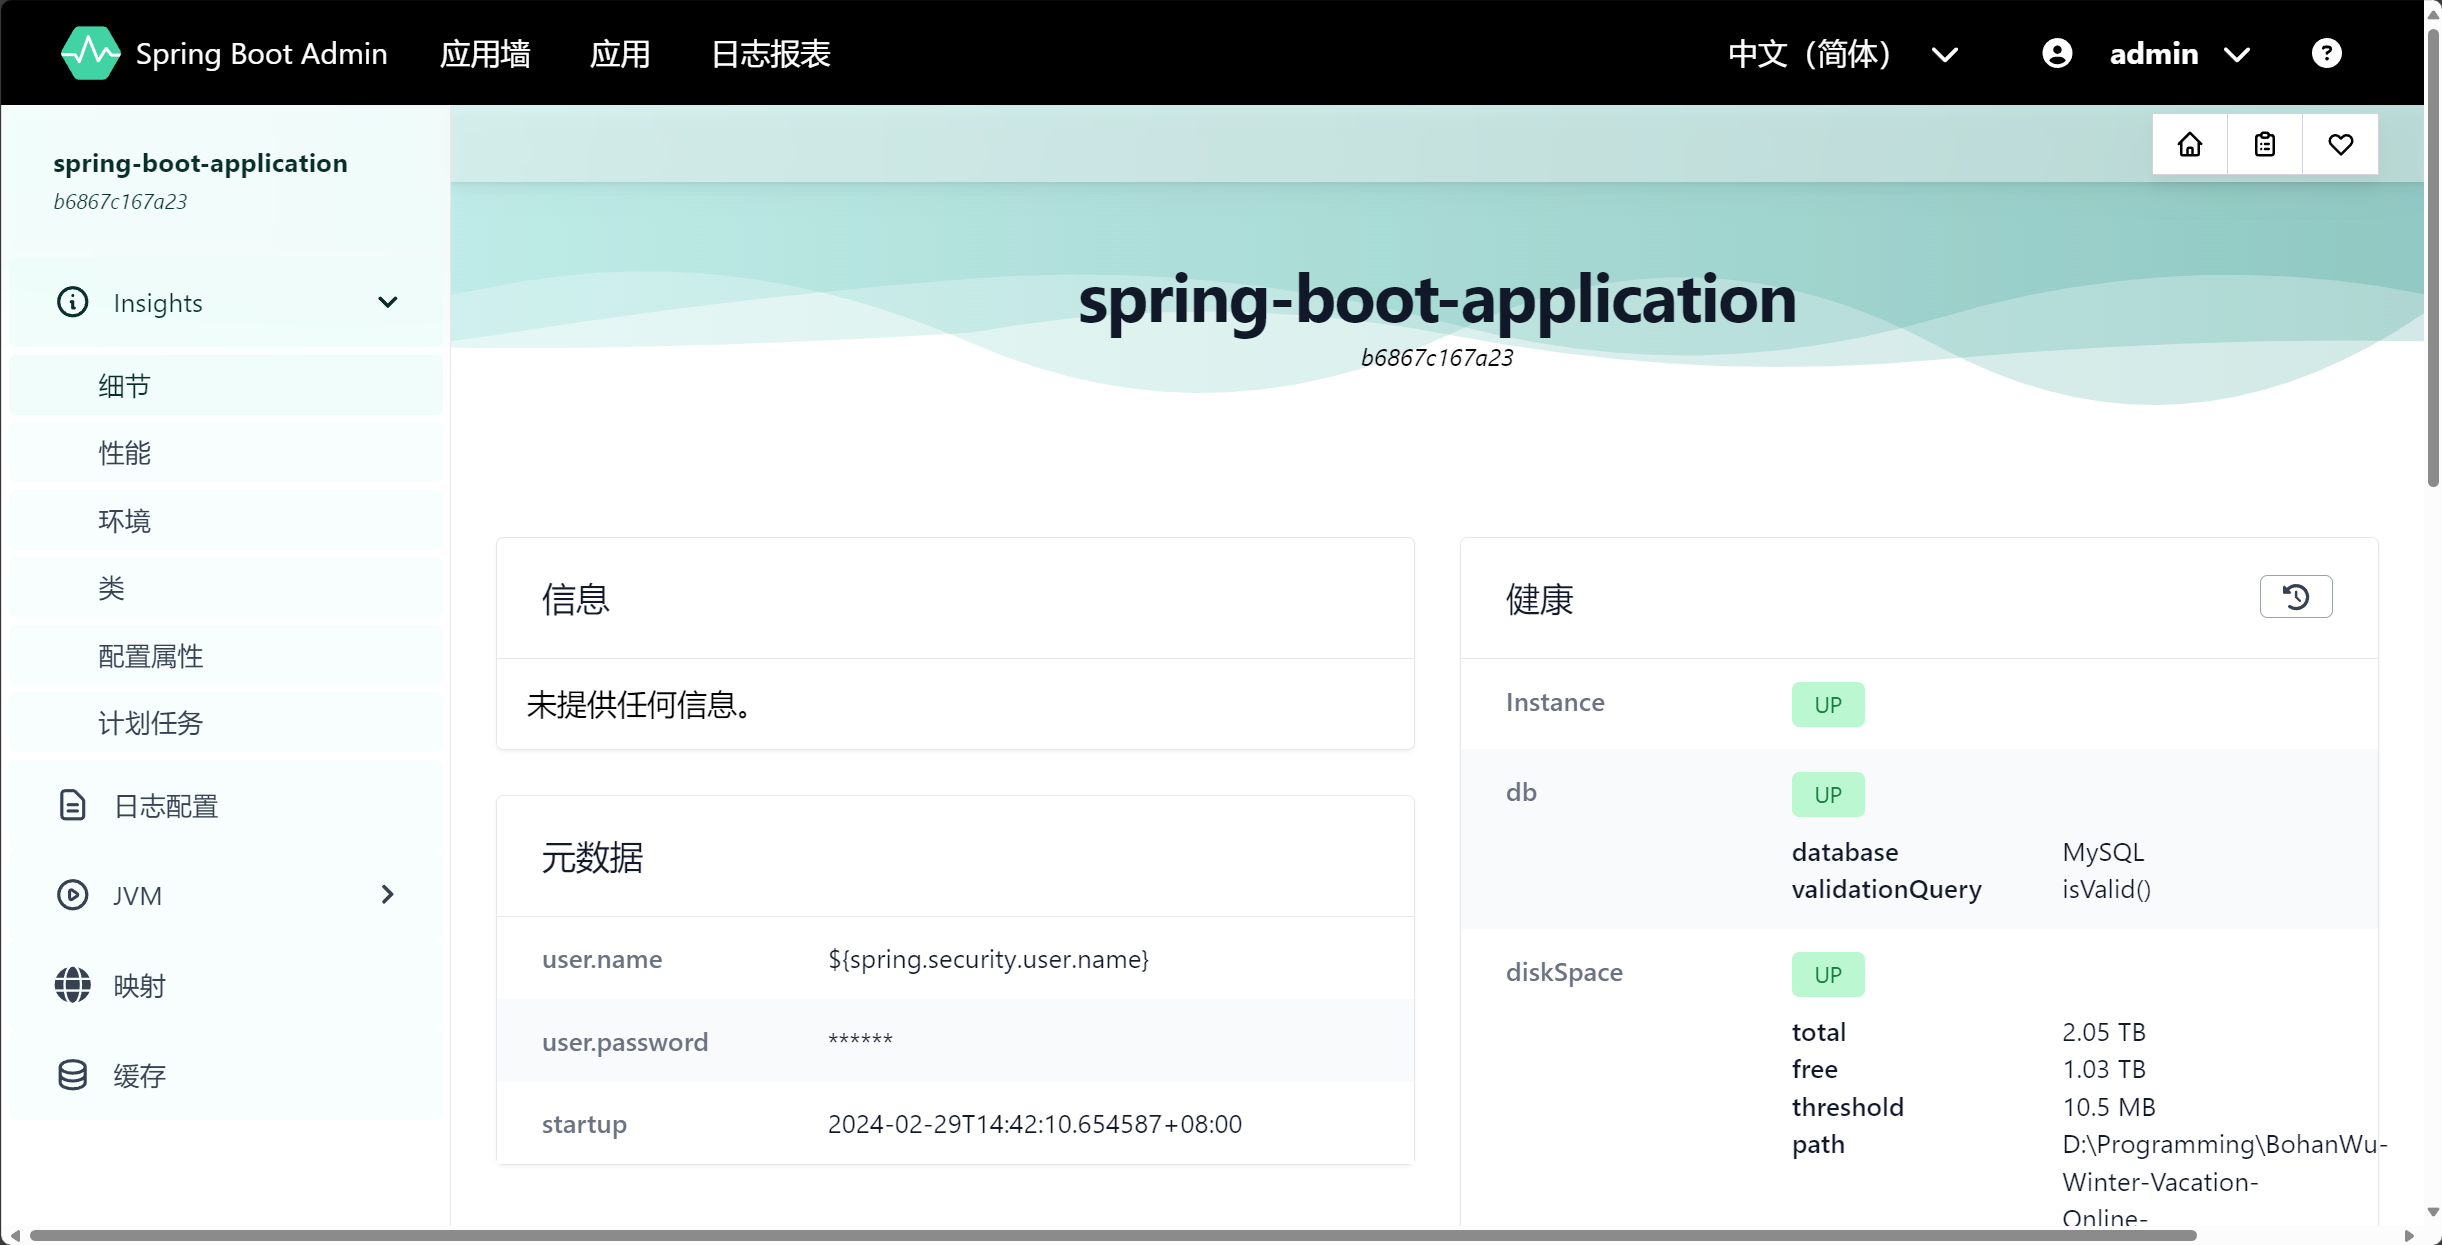 Spring Boot Admin 应用墙 应用 日志报表 中文（简体） admin
spring-boot-application
b6867c167a23
Insights
细节
性能
环境
类
配置属性
计划任务
日志配置
JVM
映射
缓存
spring-boot-application
b6867c167a23
信息
未提供任何信息。
元数据
user.name ${spring.security.user.name}
user.password ******
startup 2024-02-29T14:42:10.654587+08:00
健康
Instance UP
db UP
database MySQL
validationQuery isValid()
diskSpace UP
total 2.05 TB
free 1.03 TB
threshold 10.5 MB
path D:\Programming\BohanWu-
Winter-Vacation-
Online-